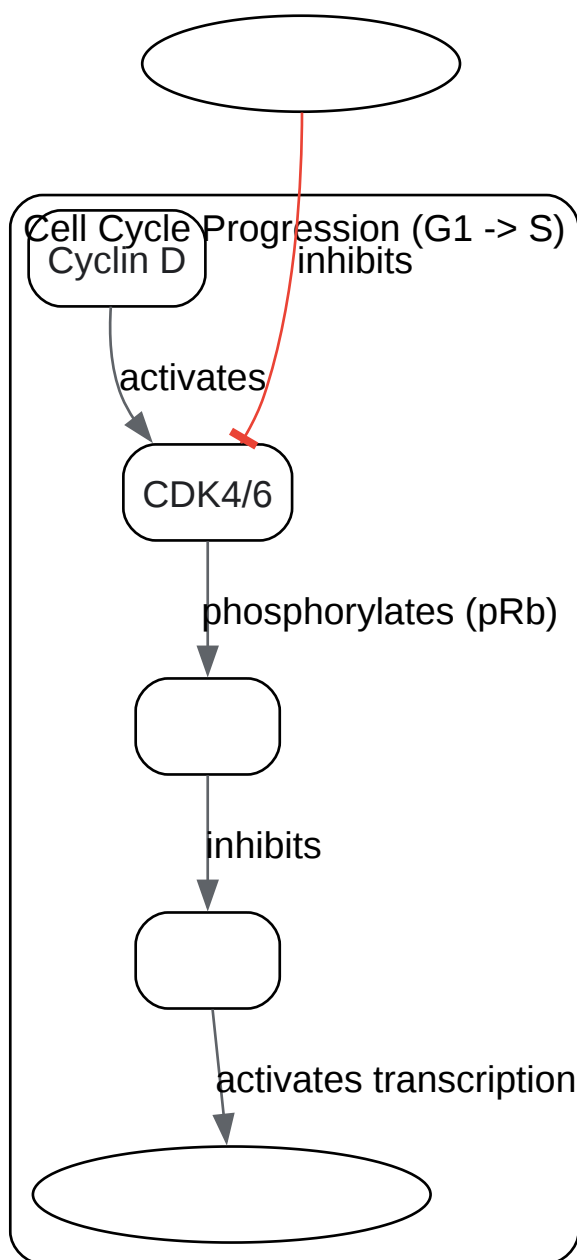 Cell Cycle Progression (G1 -> S)
Cyclin D
inhibits
activates
CDK4/6
phosphorylates (pRb)
inhibits
activates transcription